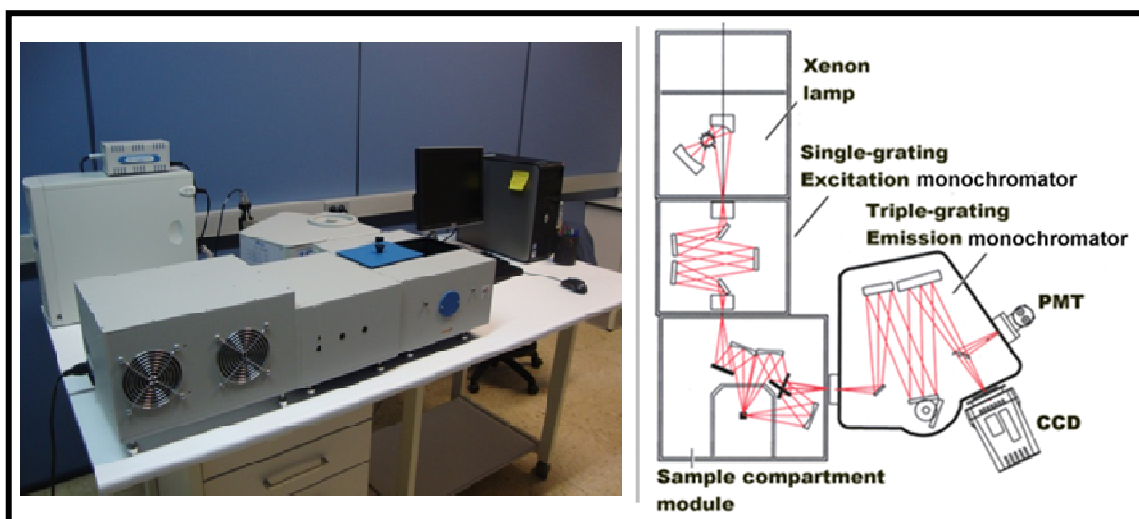 Xenon
lamp
Single-grating
Excitation monochromator
Triple-grating
Emission monochromator
PMT
CCD
Sample compartment
module